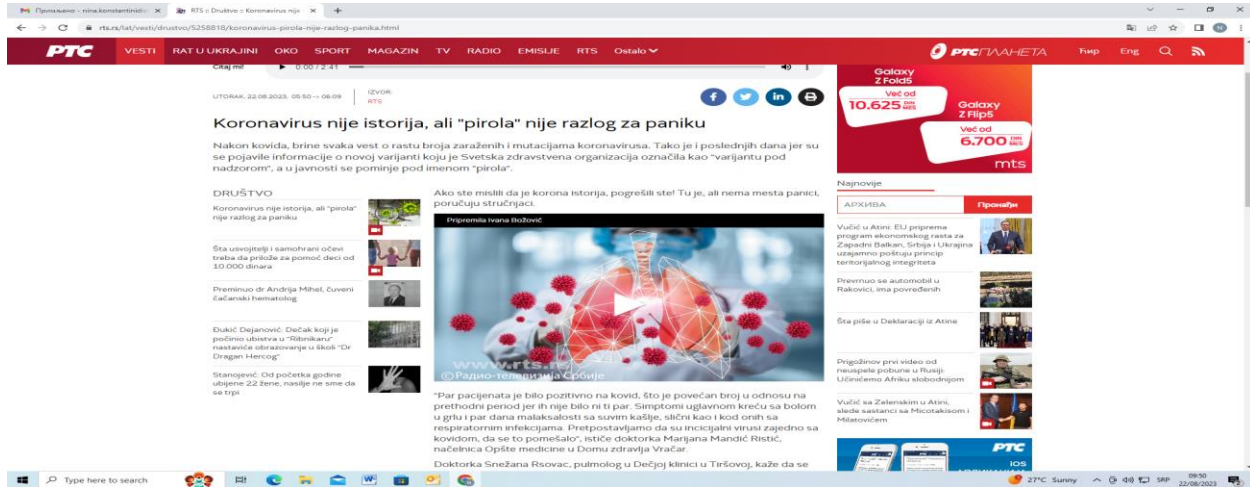 Примљено - nina.konstantinidis
RTS :: Društvo :: Koronavirus nije
rts.rs/lat/vesti/drustvo/5258818/koronavirus-pirola-nije-razlog-panika.html
РТС
VESTI RAT U UKRAJINI OKO SPORT MAGAZIN TV RADIO EMISIJE RTS Ostalo
РТС ПЛАНЕТА
Ћир Eng
Čitaj mi!
0:00 / 2:41
UTORAK, 22.08.2023, 05:50 -> 06:09
IZVOR:
RTS
Koronavirus nije istorija, ali "pirola" nije razlog za paniku
Nakon kovida, brine svaka vest o rastu broja zaraženih i mutacijama koronavirusa. Tako je i poslednjih dana jer su
se pojavile informacije o novoj varijanti koju je Svetska zdravstvena organizacija označila kao "varijantu pod
nadzorom", a u javnosti se pominje pod imenom "pirola".
DRUŠTVO
Koronavirus nije istorija, ali "pirola"
nije razlog za paniku
Šta usvojitelji i samohrani očevi
treba da prilože za pomoć deci od
10.000 dinara
Preminuo dr Andrija Mihel, čuveni
čačanski hematolog
Đukić Dejanović: Dečak koji je
počinio ubistva u "Ribnikaru"
nastaviće obrazovanje u školi "Dr
Dragan Hercog"
Stanojević: Od početka godine
ubijene 22 žene, nasilje ne sme da
se trpi
Ako ste mislili da je korona istorija, pogrešili ste! Tu je, ali nema mesta panici,
poručuju stručnjaci.
Pripremila Ivana Božović
www.rts.rs
©Радио-телевизија Србије
"Par pacijenata je bilo pozitivno na kovid, što je povećan broj u odnosu na
prethodni period jer ih nije bilo ni ti par. Simptomi uglavnom kreću sa bolom
u grlu i par dana malaksalosti sa suvim kašlje, slični kao i kod onih sa
respiratornim infekcijama. Pretpostavljamo da su incicijalni virusi zajedno sa
kovidom, da se to pomešalo", ističe doktorka Marijana Mandić Ristić,
načelnica Opšte medicine u Domu zdravlja Vračar.
Doktorka Snežana Rsovac, pulmolog u Dečjoj klinici u Tiršovoj, kaže da se
Galaxy
Z Fold5
Već od
10.625
Galaxy
Z Flip5
Već od
6.700
mts
Najnovije
АРХИВА
Пронађи
Vučić u Atini: EU priprema
program ekonomskog rasta za
Zapadni Balkan, Srbija i Ukrajina
uzajamno poštuju princip
teritorijalnog integriteta
Prevrnuo se automobil u
Rakovici, ima povređenih
Šta piše u Deklaraciji iz Atine
Prigožinov prvi video od
neuspele pobune u Rusiji:
Učinićemo Afriku slobodnijom
Vučić sa Zelenskim u Atini,
slede sastanci sa Micotakisom i
Milatovićem
РТС
iOS
Type here to search
27°C Sunny
SRP
09:50
22/08/2023